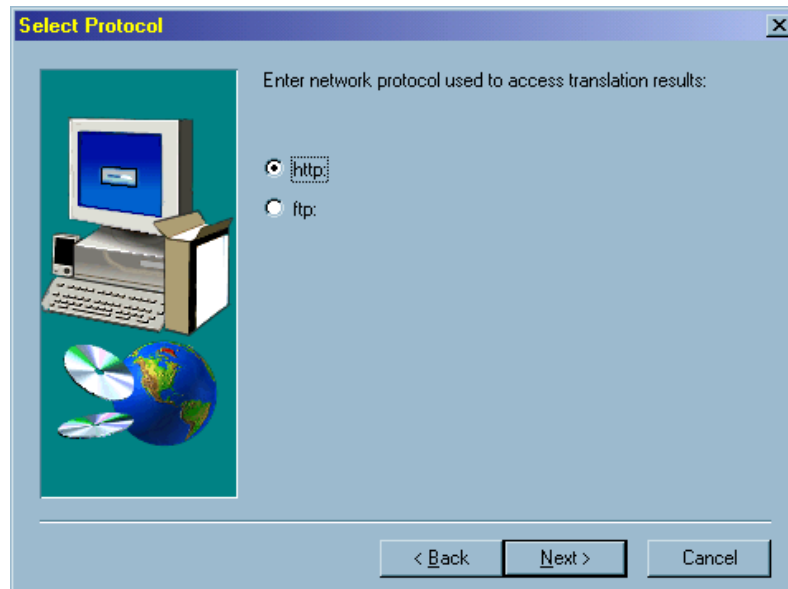 Select Protocol
Enter network protocol used to access translation results:
http:
ftp:
< Back
Next >
Cancel